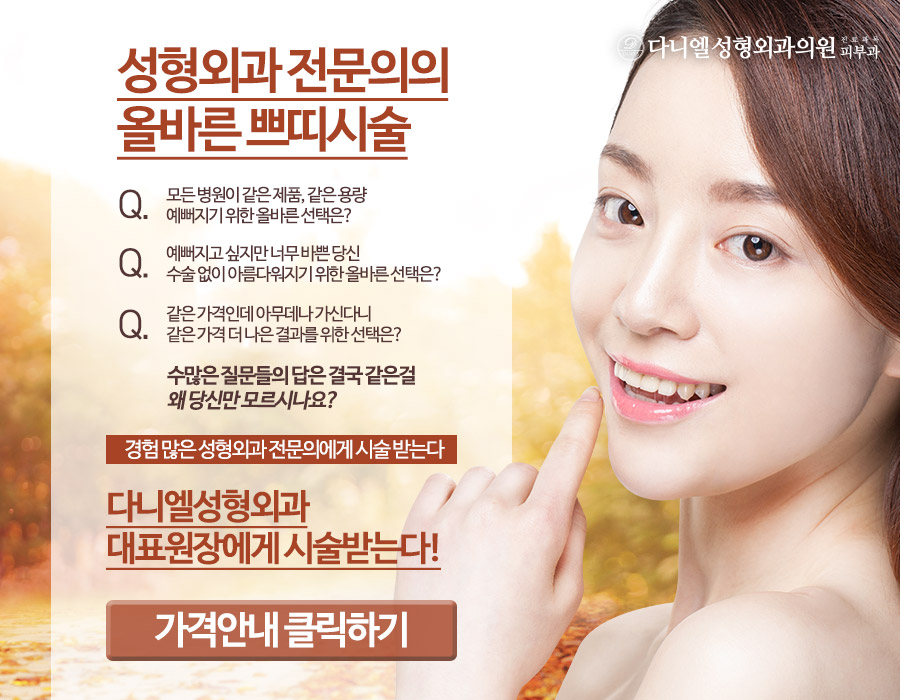 다니엘성형외과의원 진료과목 피부과
성형외과 전문의의
올바른 쁘띠시술
Q. 모든 병원이 같은 제품, 같은 용량
예뻐지기 위한 올바른 선택은?
Q. 예뻐지고 싶지만 너무 바쁜 당신
수술 없이 아름다워지기 위한 올바른 선택은?
Q. 같은 가격인데 아무데나 가신다니
같은 가격 더 나은 결과를 위한 선택은?
수많은 질문들의 답은 결국 같은걸
왜 당신만 모르시나요?
경험 많은 성형외과 전문의에게 시술 받는다
다니엘성형외과
대표원장에게 시술받는다!
가격안내 클릭하기